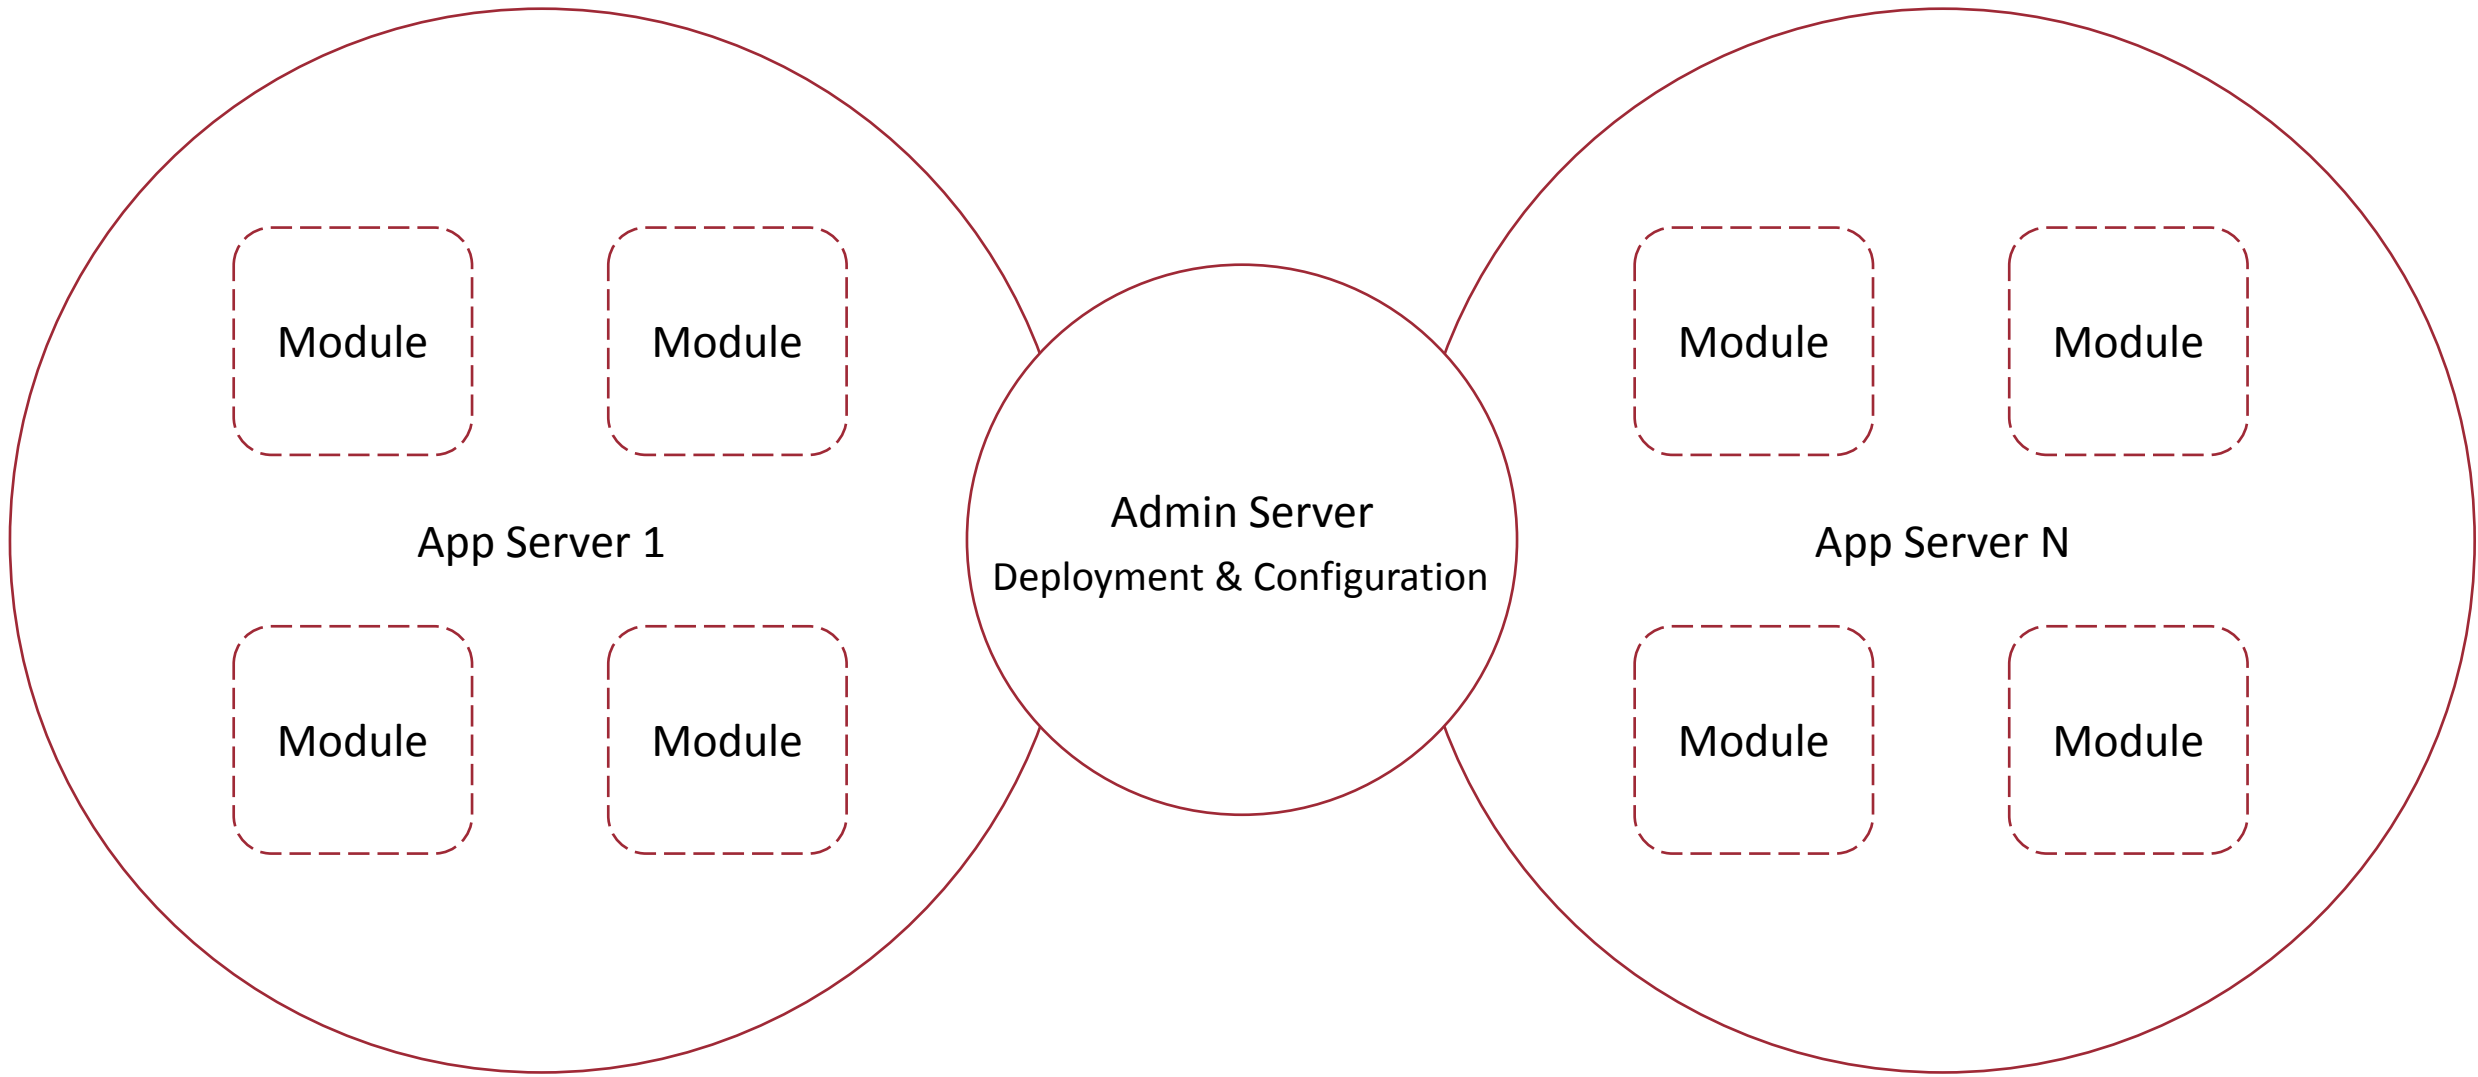 Module
Module
App Server 1
Module
Module
Admin Server
Deployment & Configuration
Module
Module
App Server N
Module
Module